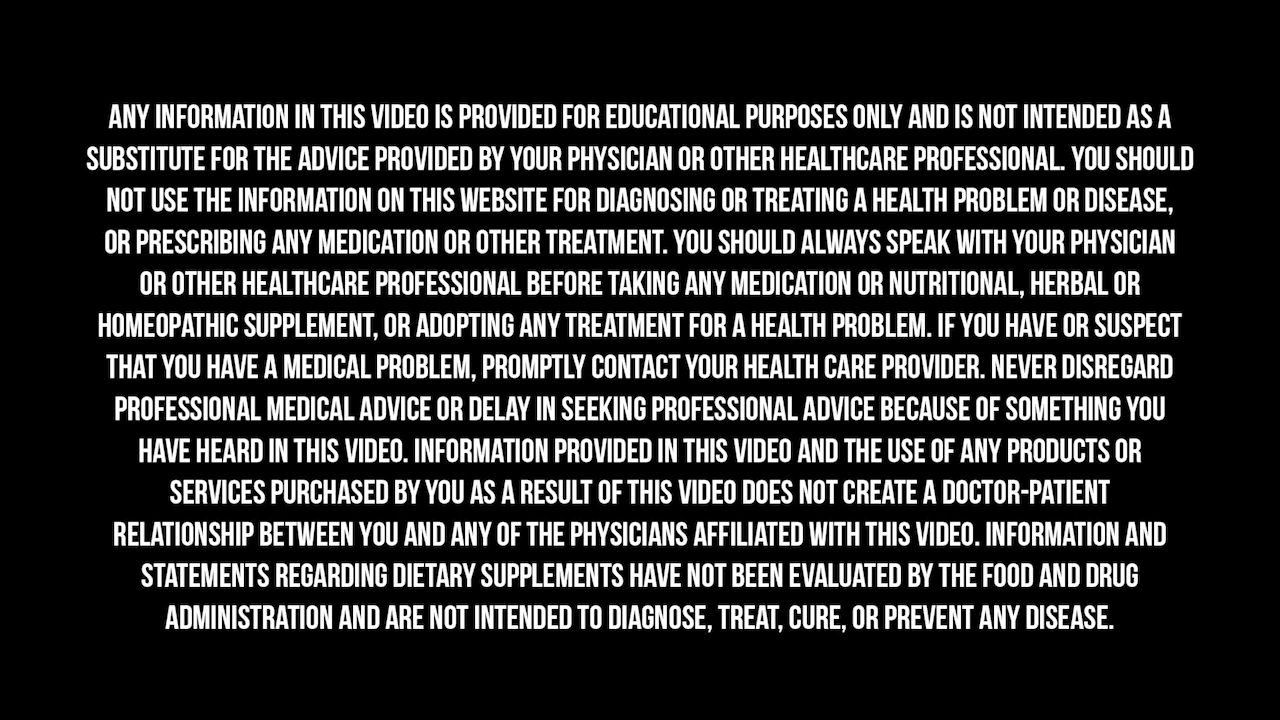 ANY INFORMATION IN THIS VIDEO IS PROVIDED FOR EDUCATIONAL PURPOSES ONLY AND IS NOT INTENDED AS A
SUBSTITUTE FOR THE ADVICE PROVIDED BY YOUR PHYSICIAN OR OTHER HEALTHCARE PROFESSIONAL. YOU SHOULD
NOT USE THE INFORMATION ON THIS WEBSITE FOR DIAGNOSING OR TREATING A HEALTH PROBLEM OR DISEASE,
OR PRESCRIBING ANY MEDICATION OR OTHER TREATMENT. YOU SHOULD ALWAYS SPEAK WITH YOUR PHYSICIAN
OR OTHER HEALTHCARE PROFESSIONAL BEFORE TAKING ANY MEDICATION OR NUTRITIONAL, HERBAL OR
HOMEOPATHIC SUPPLEMENT, OR ADOPTING ANY TREATMENT FOR A HEALTH PROBLEM. IF YOU HAVE OR SUSPECT
THAT YOU HAVE A MEDICAL PROBLEM, PROMPTLY CONTACT YOUR HEALTH CARE PROVIDER. NEVER DISREGARD
PROFESSIONAL MEDICAL ADVICE OR DELAY IN SEEKING PROFESSIONAL ADVICE BECAUSE OF SOMETHING YOU
HAVE HEARD IN THIS VIDEO. INFORMATION PROVIDED IN THIS VIDEO AND THE USE OF ANY PRODUCTS OR
SERVICES PURCHASED BY YOU AS A RESULT OF THIS VIDEO DOES NOT CREATE A DOCTOR-PATIENT
RELATIONSHIP BETWEEN YOU AND ANY OF THE PHYSICIANS AFFILIATED WITH THIS VIDEO. INFORMATION AND
STATEMENTS REGARDING DIETARY SUPPLEMENTS HAVE NOT BEEN EVALUATED BY THE FOOD AND DRUG
ADMINISTRATION AND ARE NOT INTENDED TO DIAGNOSE, TREAT, CURE, OR PREVENT ANY DISEASE.